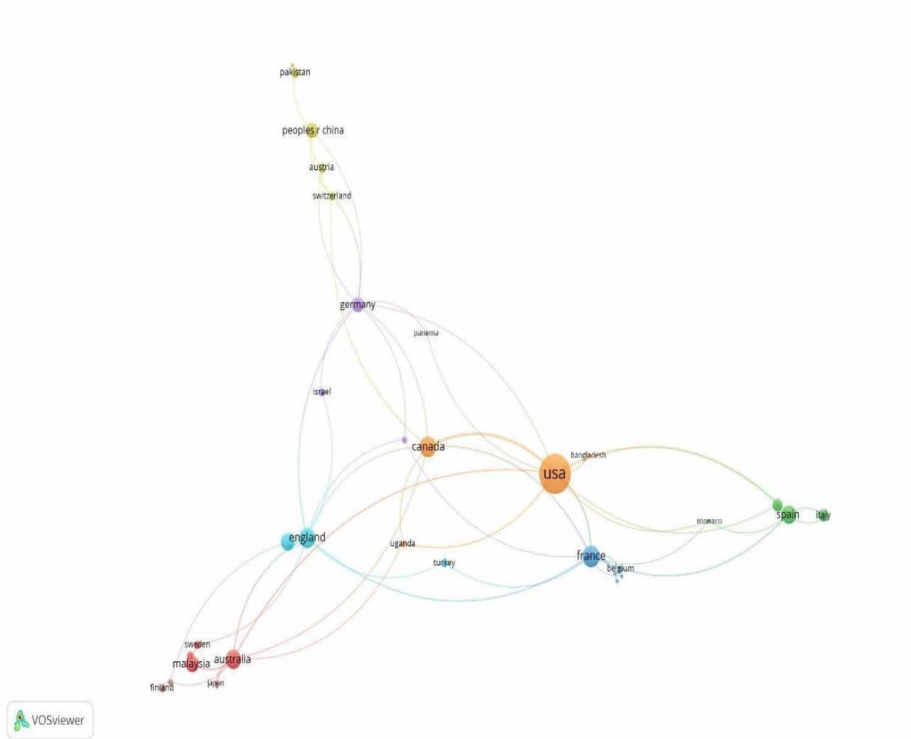 pakistan
peoples r china
austria
switzerland
germany
panama
israel
canada
usa
bangladesh
spain
italy
monaco
england
uganda
turkey
france
belgium
sweden
malaysia
australia
finland
japan
VOSviewer